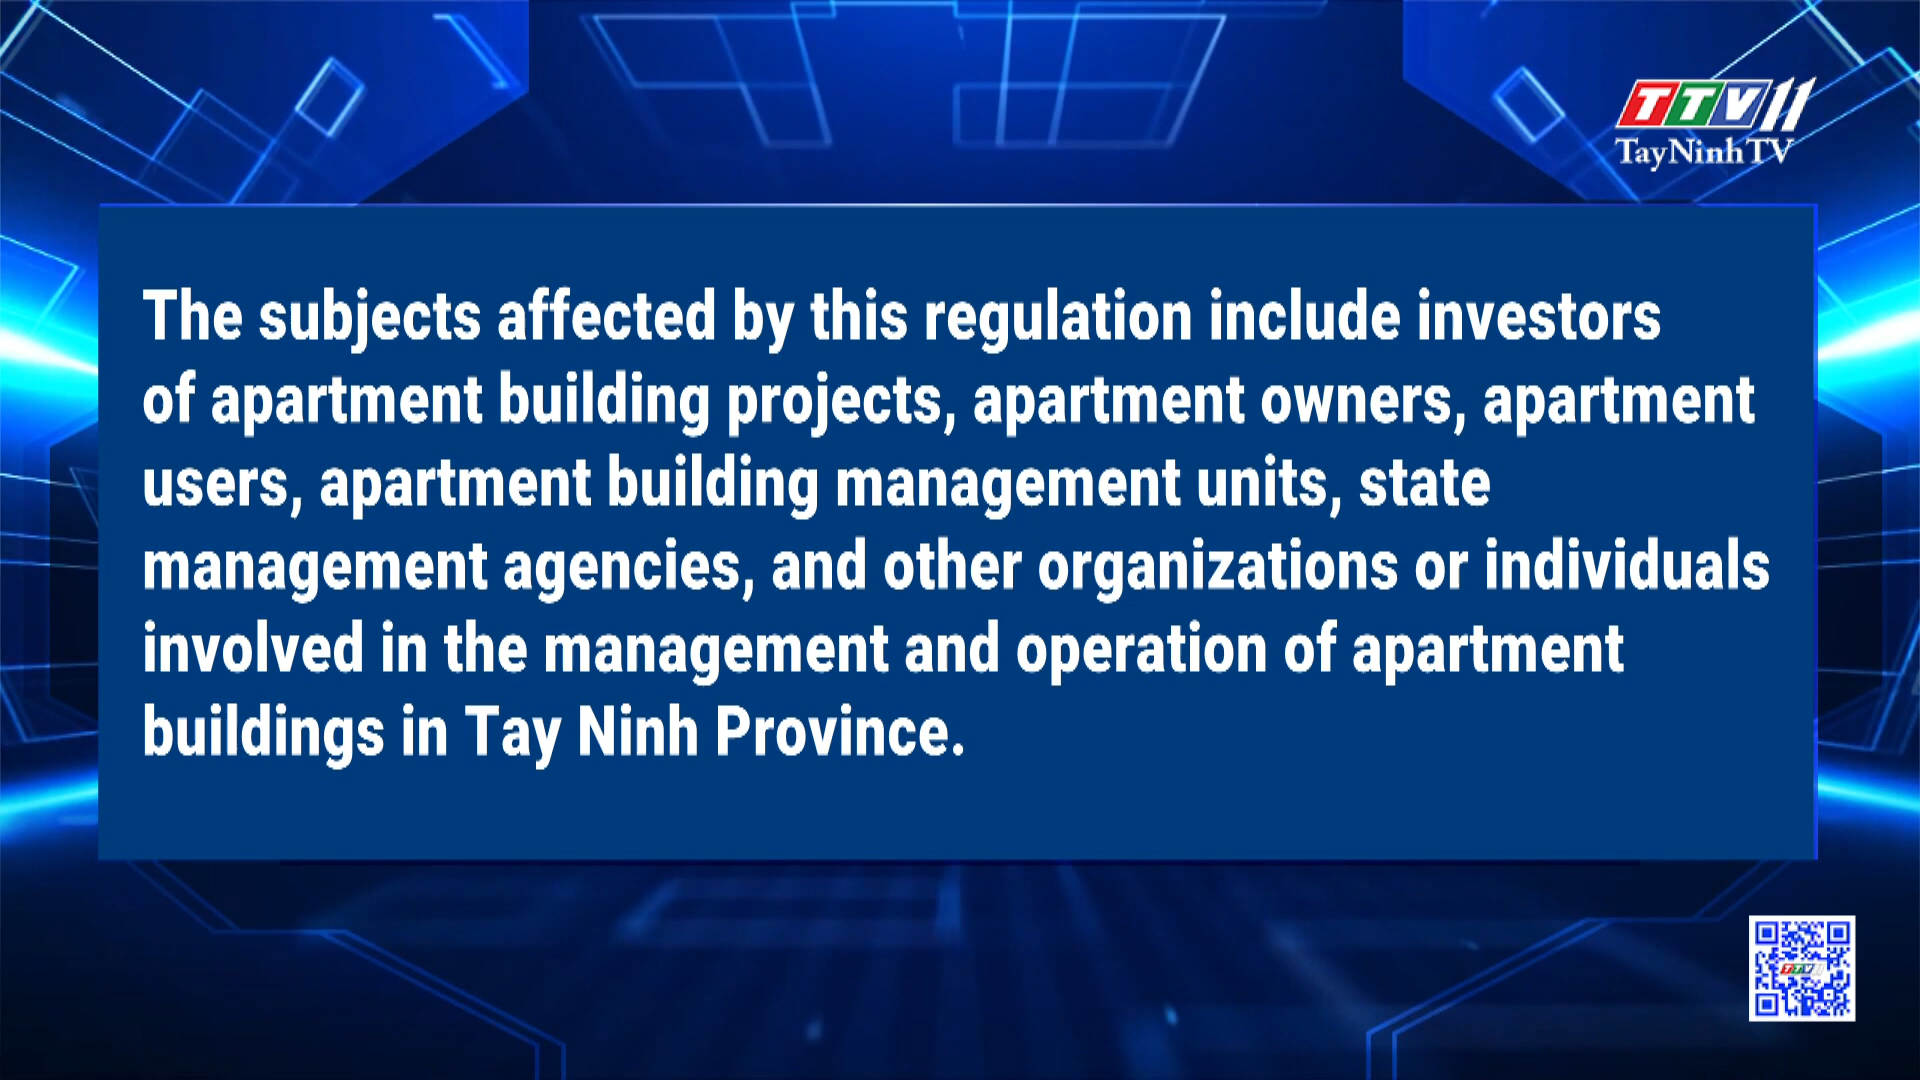 TTV11
TayNinhTV
The subjects affected by this regulation include investors
of apartment building projects, apartment owners, apartment
users, apartment building management units, state
management agencies, and other organizations or individuals
involved in the management and operation of apartment
buildings in Tay Ninh Province.
TTV11